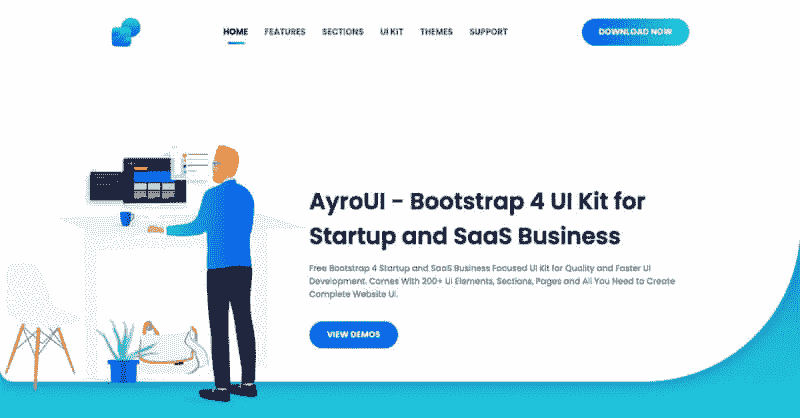 HOME FEATURES SECTIONS UI KIT THEMES SUPPORT DOWNLOAD NOW
AyroUI - Bootstrap 4 UI Kit for
Startup and SaaS Business
Free Bootstrap 4 Startup and SaaS Business Focused UI Kit for Quality and Faster UI
Development. Comes With 200+ Ui Elements, Sections, Pages and All You Need to Create
Complete Website UI.
VIEW DEMOS